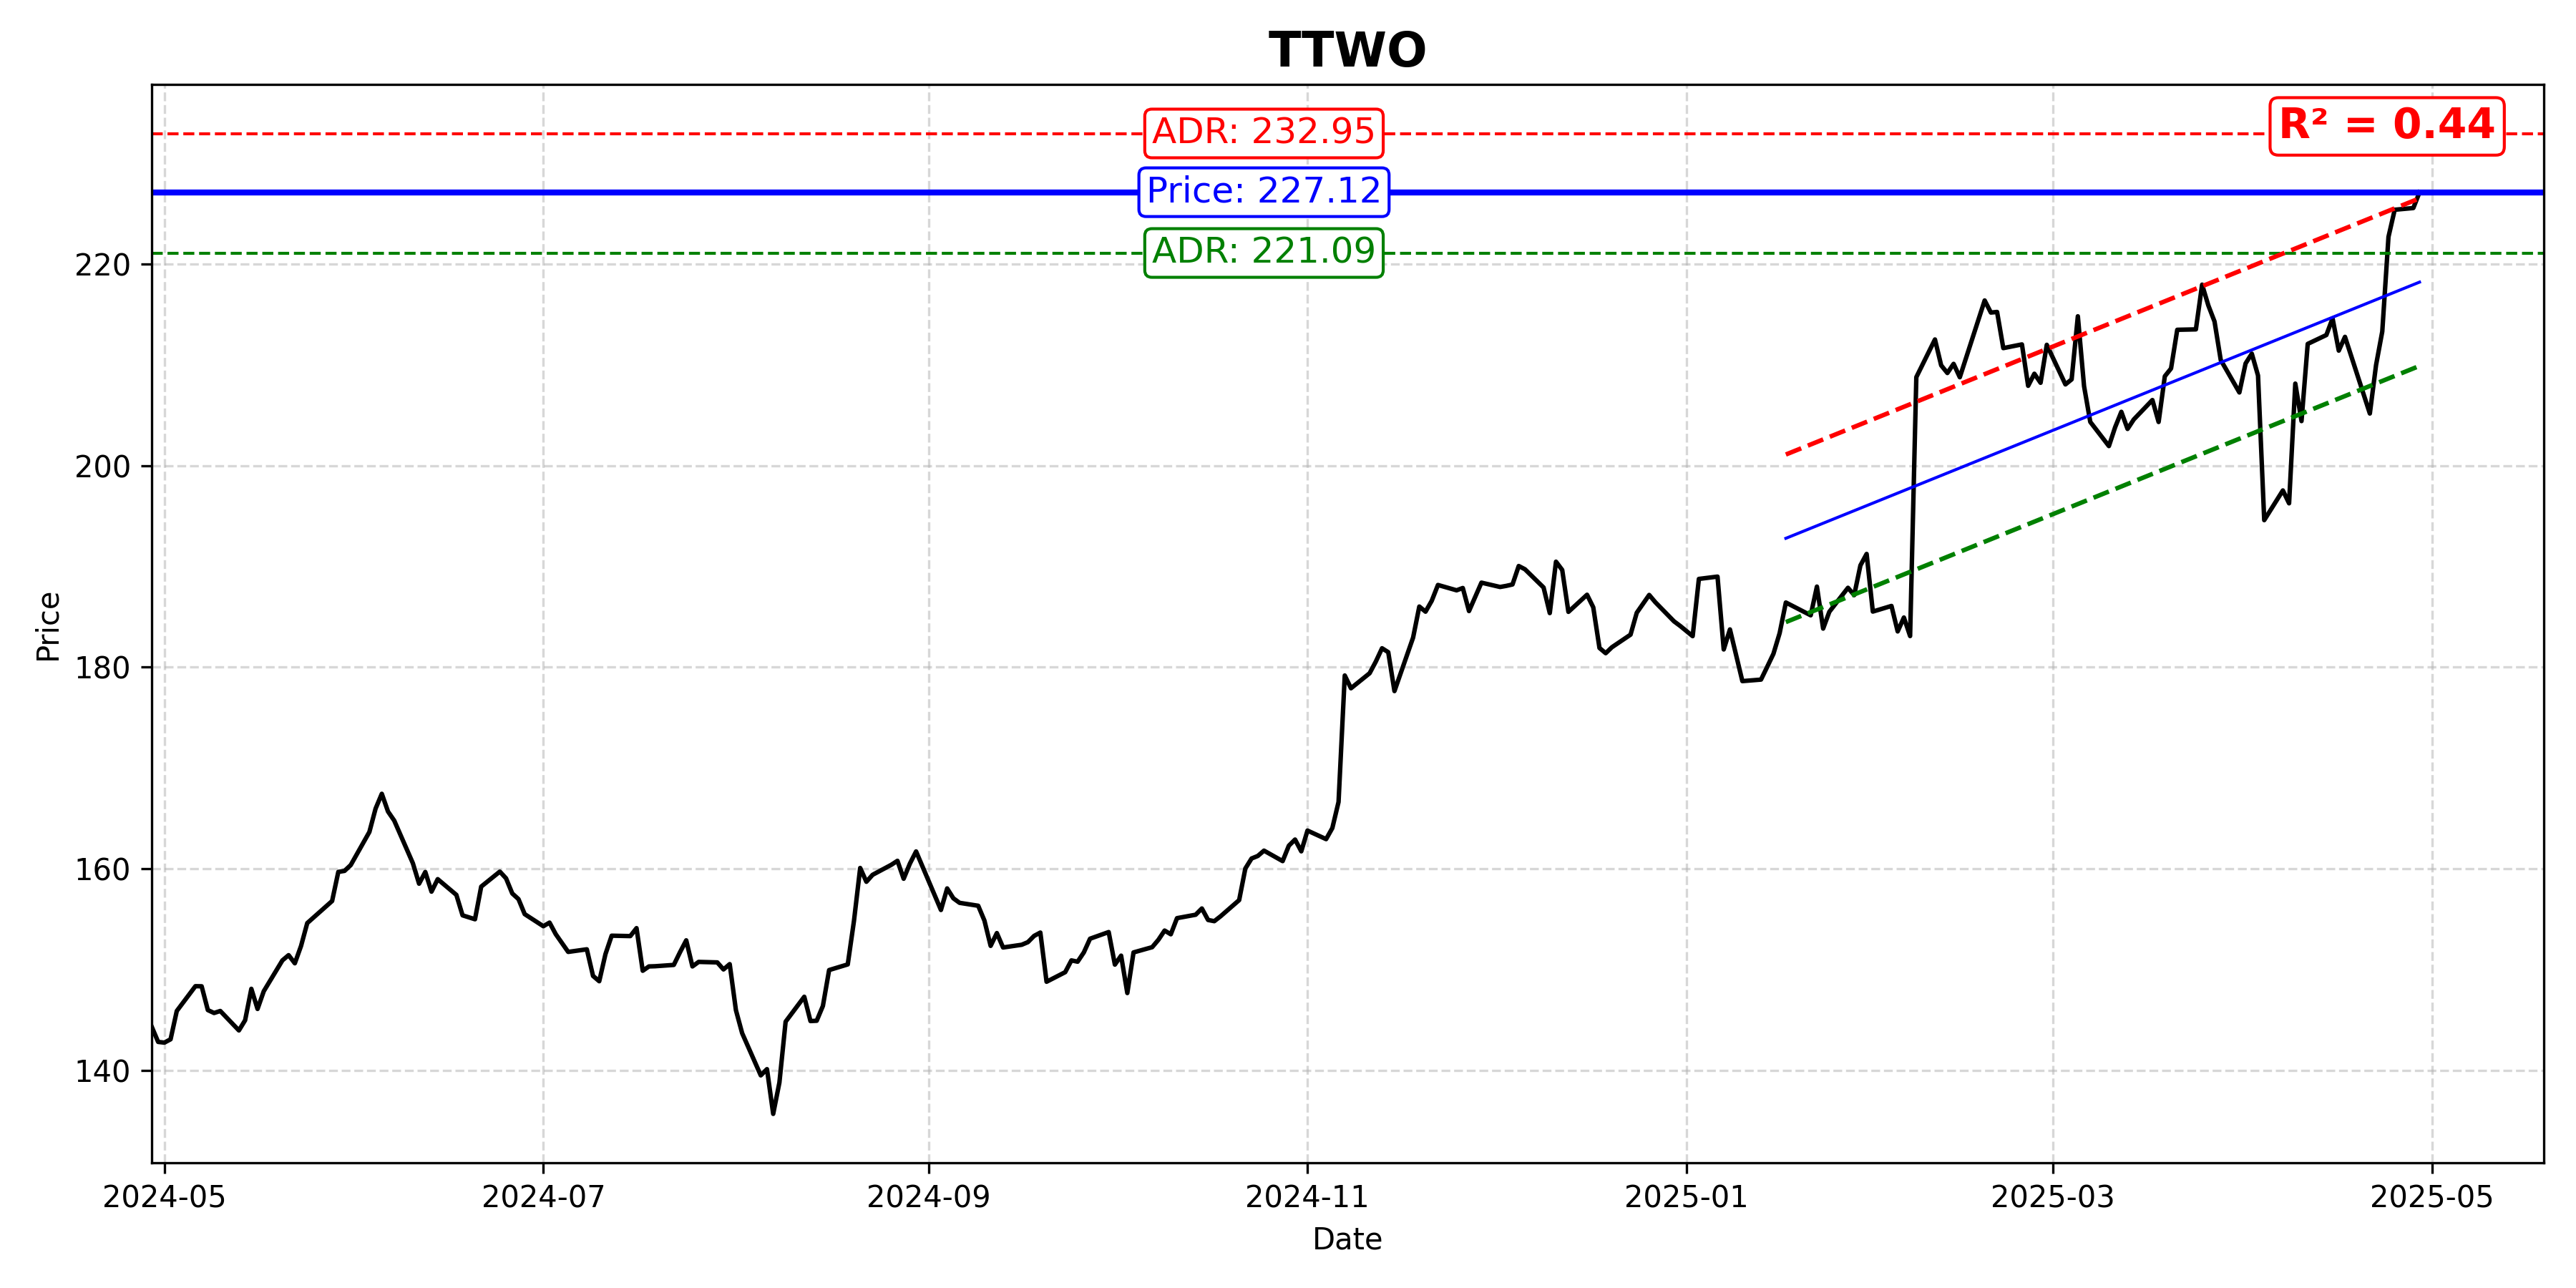 TTWO
ADR: 232.95
R² = 0.44
Price: 227.12
ADR: 221.09
220
200
180
160
140
Price
2024-05
2024-07
2024-09
2024-11
2025-01
2025-03
2025-05
Date